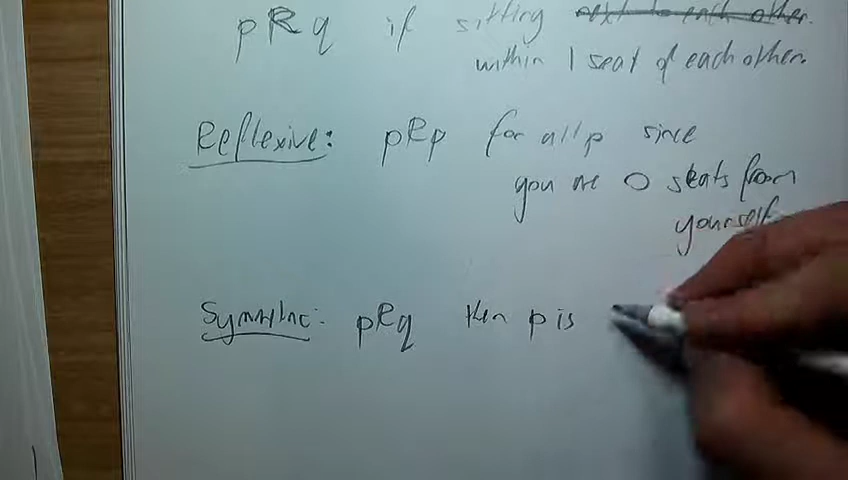 pRq if sitting next to each other.
within 1 seat of each other.
Reflexive: pRp for all p since
you are 0 seats from
yourself.
Symmetric: pRq then p is